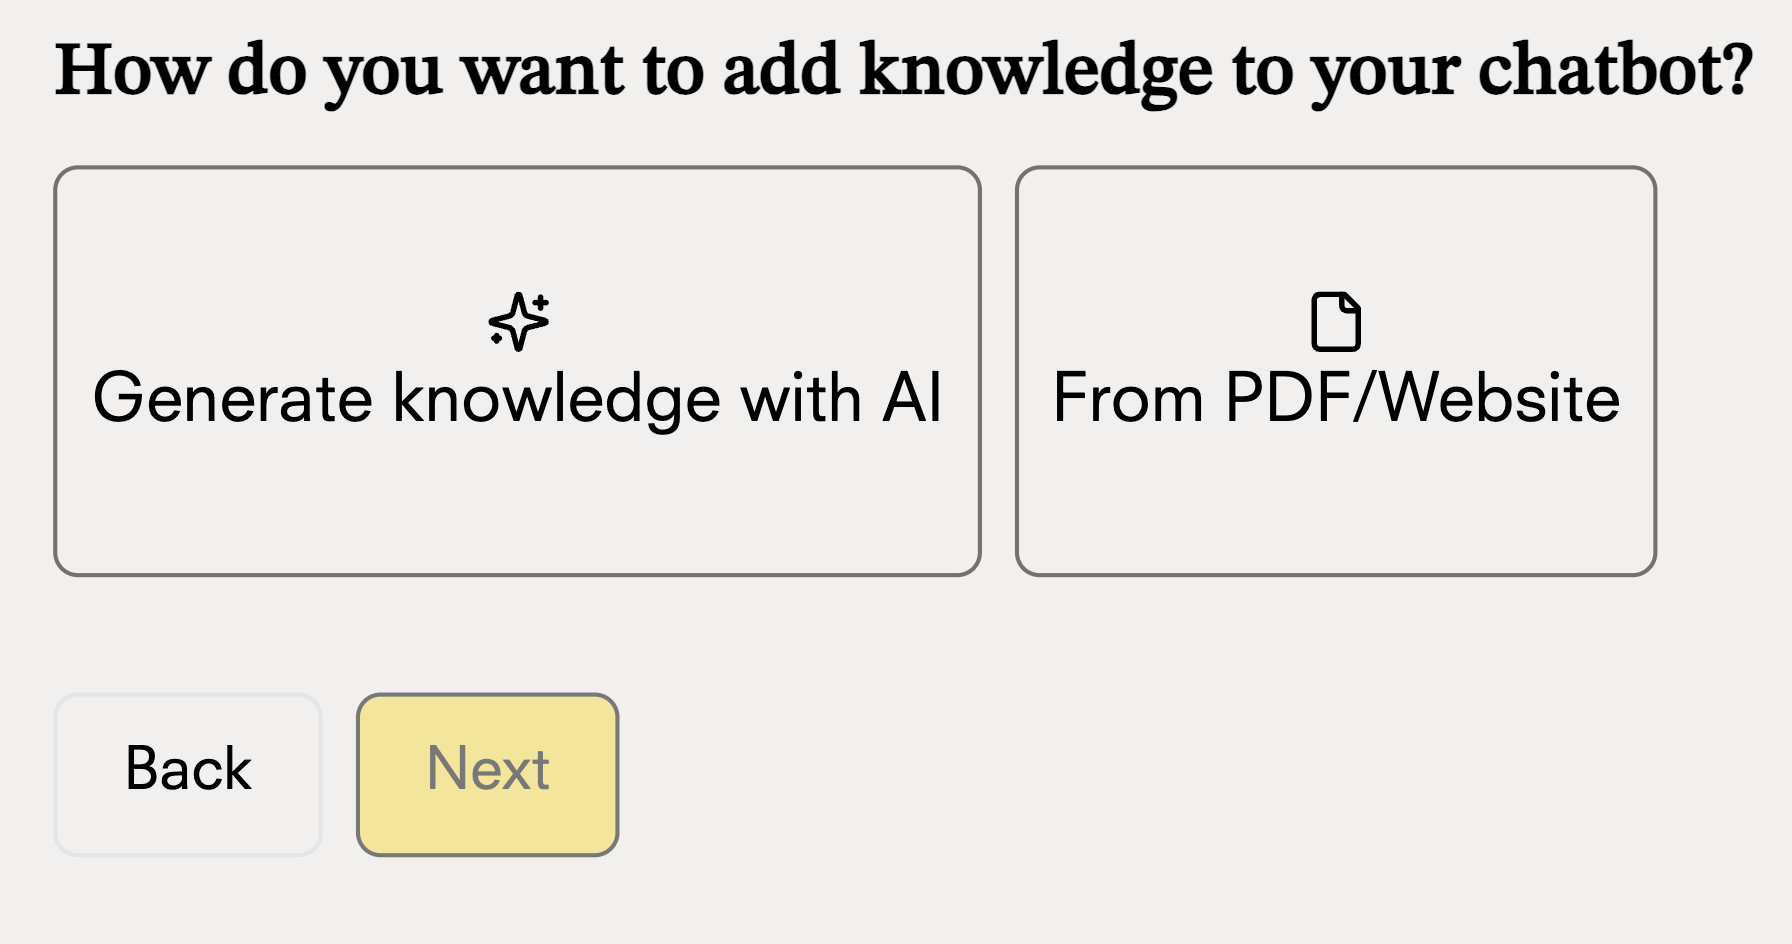 How do you want to add knowledge to your chatbot?
Generate knowledge with AI
From PDF/Website
Back
Next